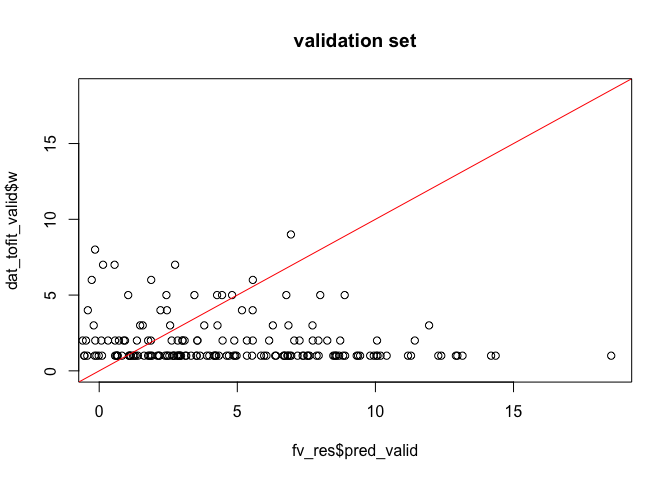 validation set
dat_tofit_valid$w
0 5 10 15
0 5 10 15
fv_res$pred_valid